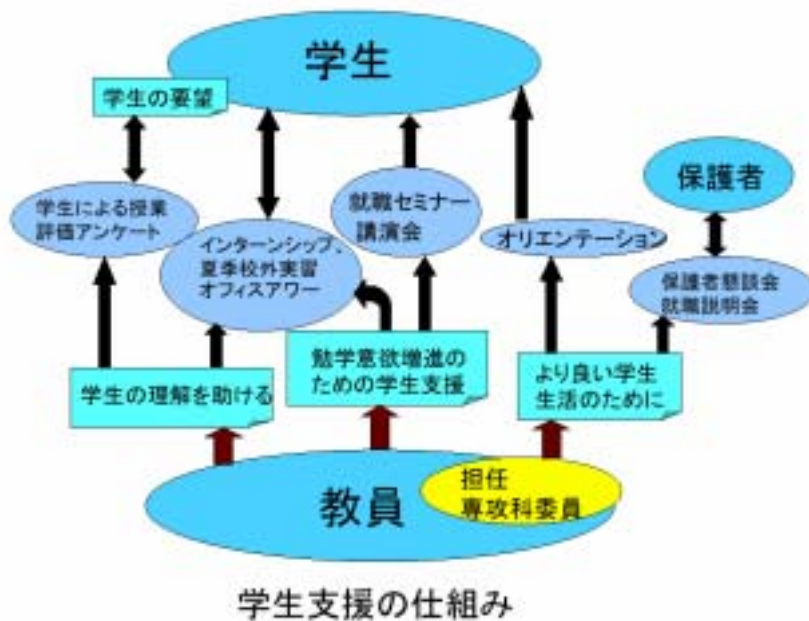 学生
学生の要望
保護者
学生による授業
評価アンケート
就職セミナー
講演会
インターンシップ、
夏季校外実習
オフィスアワー
オリエンテーション
保護者懇談会
就職説明会
学生の理解を助ける
勉学意欲増進の
ための学生支援
より良い学生
生活のために
教員
担任
専攻科委員
学生支援の仕組み